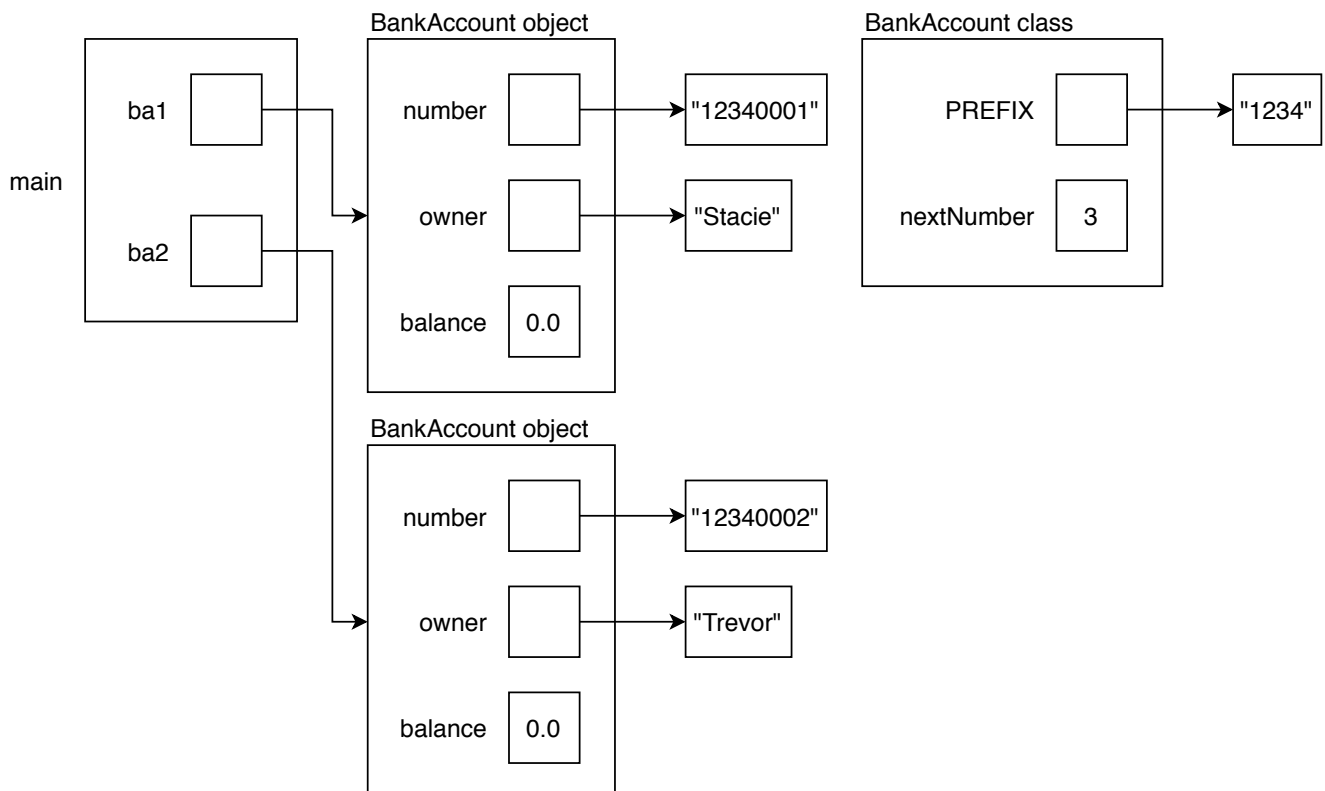 BankAccount object
BankAccount class
main
ba1
ba2
number
"12340001"
owner
"Stacie"
balance
0.0
PREFIX
"1234"
nextNumber
3
BankAccount object
number
"12340002"
owner
"Trevor"
balance
0.0